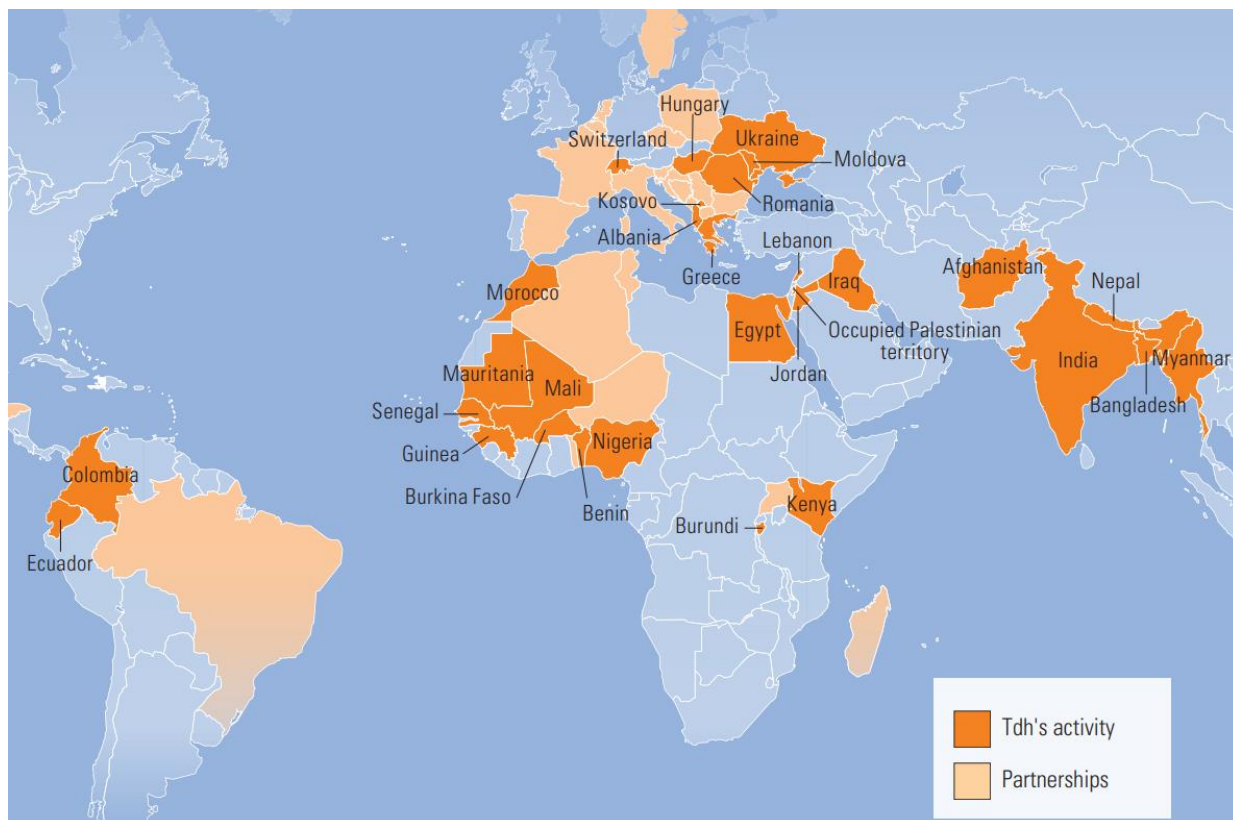 Hungary
Switzerland
Ukraine
Moldova
Kosovo
Romania
Albania
Lebanon
Greece
Iraq
Afghanistan
Nepal
Morocco
Egypt
Occupied Palestinian
territory
India
Myanmar
Mauritania
Mali
Jordan
Senegal
Bangladesh
Guinea
Nigeria
Colombia
Burkina Faso
Benin
Kenya
Burundi
Ecuador
Tdh's activity
Partnerships